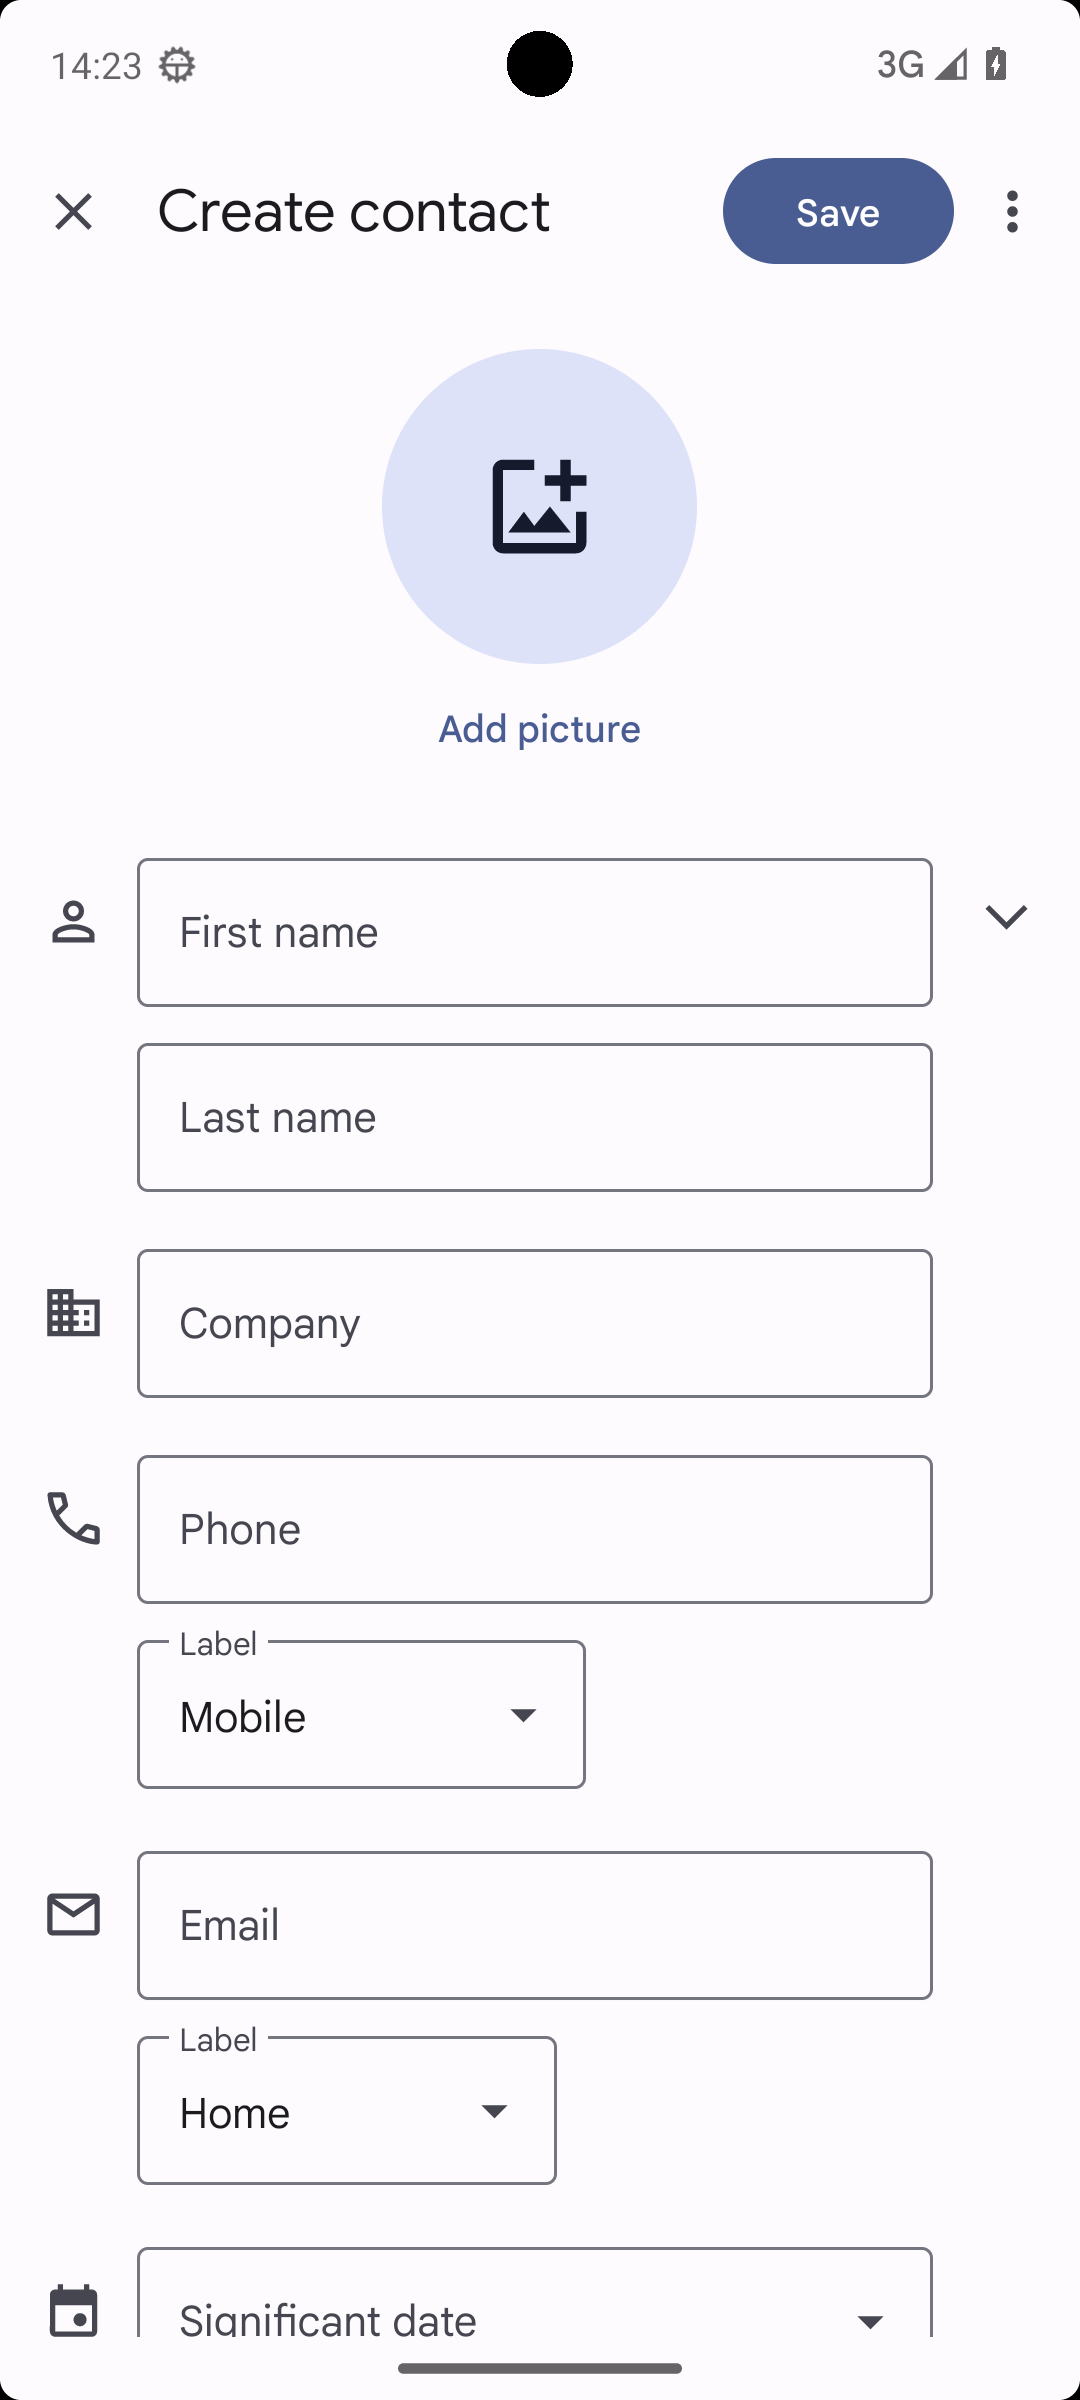 14:23
3G
Create contact
Save
Add picture
First name
Last name
Company
Phone
Label
Mobile
Email
Label
Home
Significant date